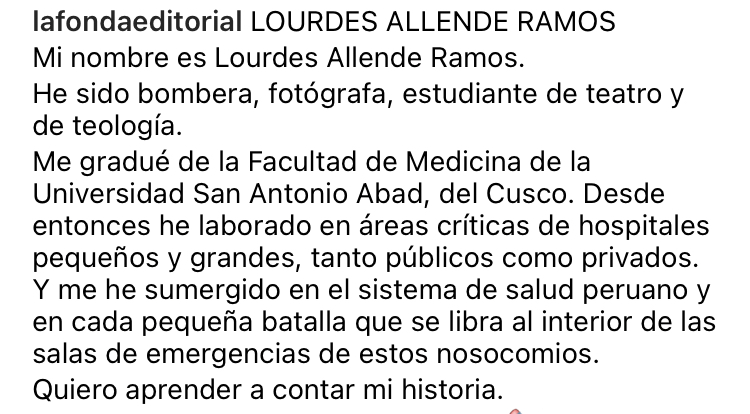 lafondaeditorial LOURDES ALLENDE RAMOS
Mi nombre es Lourdes Allende Ramos.
He sido bombera, fotógrafa, estudiante de teatro y
de teología.
Me gradué de la Facultad de Medicina de la
Universidad San Antonio Abad, del Cusco. Desde
entonces he laborado en áreas críticas de hospitales
pequeños y grandes, tanto públicos como privados.
Y me he sumergido en el sistema de salud peruano y
en cada pequeña batalla que se libra al interior de las
salas de emergencias de estos nosocomios.
Quiero aprender a contar mi historia.